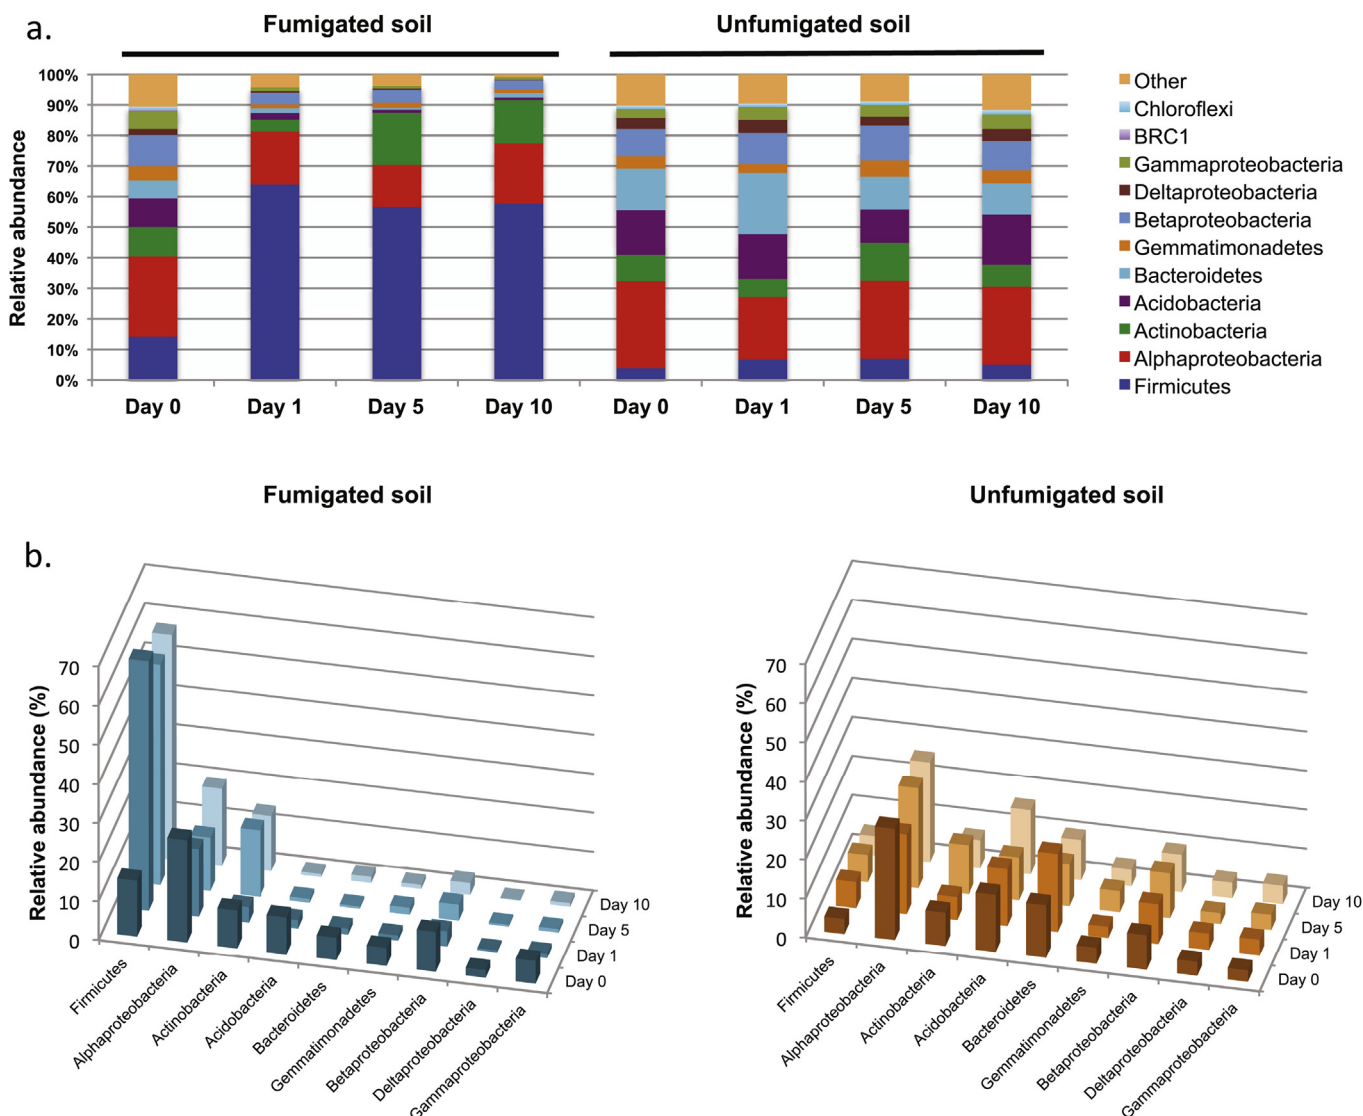 a.
Fumigated soil
Unfumigated soil
Relative abundance
100%
90%
80%
70%
60%
50%
40%
30%
20%
10%
0%
Day 0 Day 1 Day 5 Day 10 Day 0 Day 1 Day 5 Day 10
Other
Chloroflexi
BRC1
Gammaproteobacteria
Deltaproteobacteria
Betaproteobacteria
Gemmatimonadetes
Bacteroidetes
Acidobacteria
Actinobacteria
Alphaproteobacteria
Firmicutes
b.
Fumigated soil
Relative abundance (%)
70
60
50
40
30
20
10
0
Day 10
Day 5
Day 1
Day 0
Firmicutes
Alphaproteobacteria
Actinobacteria
Acidobacteria
Bacteroidetes
Gemmatimonadetes
Betaproteobacteria
Deltaproteobacteria
Gammaproteobacteria
Unfumigated soil
Relative abundance (%)
70
60
50
40
30
20
10
0
Day 10
Day 5
Day 1
Day 0
Firmicutes
Alphaproteobacteria
Actinobacteria
Acidobacteria
Bacteroidetes
Gemmatimonadetes
Betaproteobacteria
Deltaproteobacteria
Gammaproteobacteria